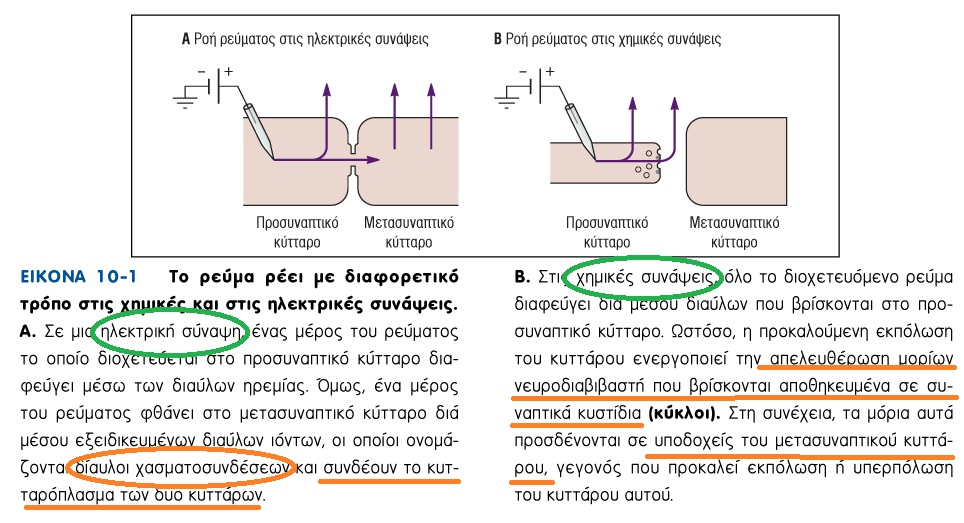 Α Ροή ρεύματος στις ηλεκτρικές συνάψεις
Β Ροή ρεύματος στις χημικές συνάψεις
− +
− +
Προσυναπτικό κύτταρο
Μετασυναπτικό κύτταρο
Προσυναπτικό κύτταρο
Μετασυναπτικό κύτταρο
ΕΙΚΟΝΑ 10-1 Το ρεύμα ρέει με διαφορετικό
τρόπο στις χημικές και στις ηλεκτρικές συνάψεις.
Α. Σε μια ηλεκτρική σύναψη ένας μέρος του ρεύματος
το οποίο διοχετεύεται στο προσυναπτικό κύτταρο δια-
φεύγει μέσω των διαύλων ηρεμίας. Όμως, ένα μέρος
του ρεύματος φθάνει στο μετασυναπτικό κύτταρο διά
μέσου εξειδικευμένων διαύλων ιόντων, οι οποίοι ονομά-
ζονται δίαυλοι χασματοσυνδέσεων και συνδέουν το κυτ-
ταρόπλασμα των δυο κυττάρων.
Β. Στις χημικές συνάψεις, όλο το διοχετευόμενο ρεύμα
διαφεύγει διά μέσου διαύλων που βρίσκονται στο προ-
συναπτικό κύτταρο. Ωστόσο, η προκαλούμενη εκπόλωση
του κυττάρου ενεργοποιεί την απελευθέρωση μορίων
νευροδιαβιβαστή που βρίσκονται αποθηκευμένα σε συ-
ναπτικά κυστίδια (κύκλοι). Στη συνέχεια, τα μόρια αυτά
προσδένονται σε υποδοχείς του μετασυναπτικού κυττά-
ρου, γεγονός που προκαλεί εκπόλωση ή υπερπόλωση
του κυττάρου αυτού.